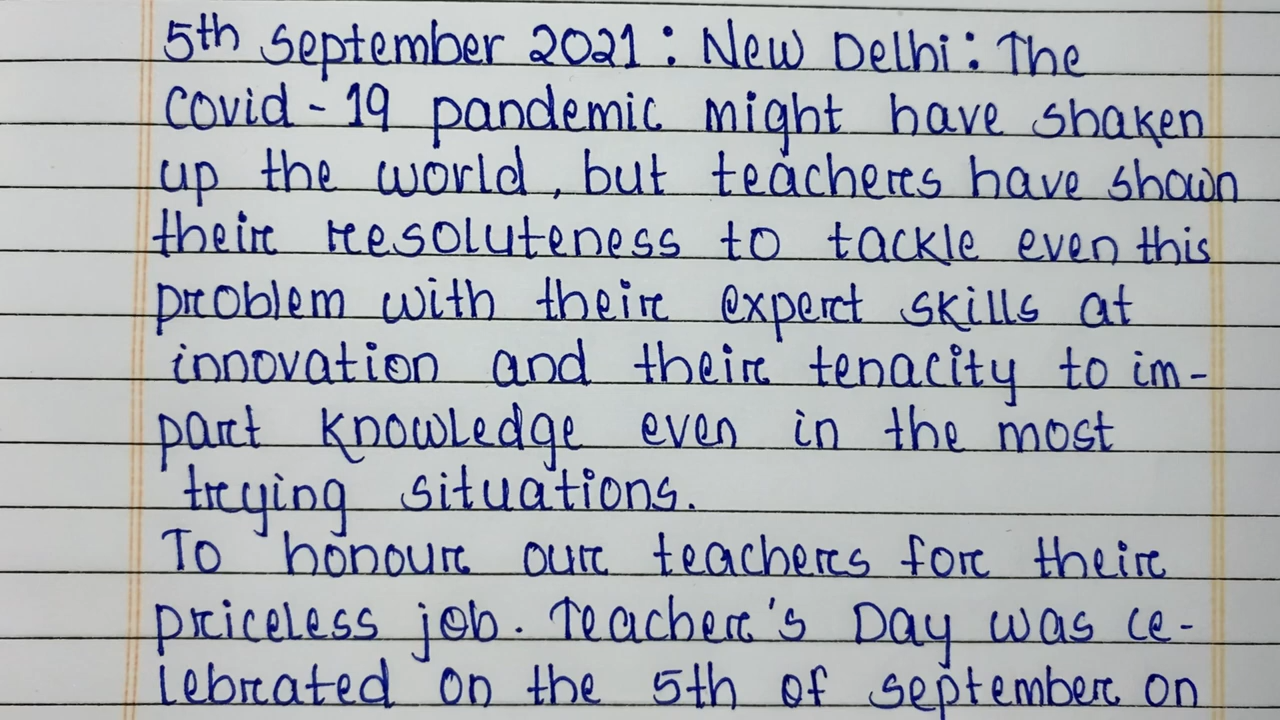 5th September 2021: New Delhi: The
Covid-19 pandemic might have shaken
up the world, but teachers have shown
their resoluteness to tackle even this
problem with their expert skills at
innovation and their tenacity to im-
part knowledge even in the most
trying situations.
To honour our teachers for their
priceless job. Teacher's Day was ce-
lebrated on the 5th of september on